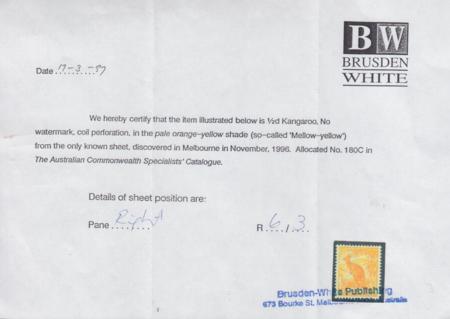 BW
BRUSDEN
WHITE
Date 17-3-97
We hereby certify that the item illustrated below is ½d Kangaroo, No
watermark, coil perforation, in the pale orange-yellow shade (so-called 'Mellow-yellow')
from the only known sheet, discovered in Melbourne in November, 1996. Allocated No. 180C in
The Australian Commonwealth Specialists' Catalogue.
Details of sheet position are:
Pane Right R 6/3
Brusden-White Publishing
673 Bourke St.